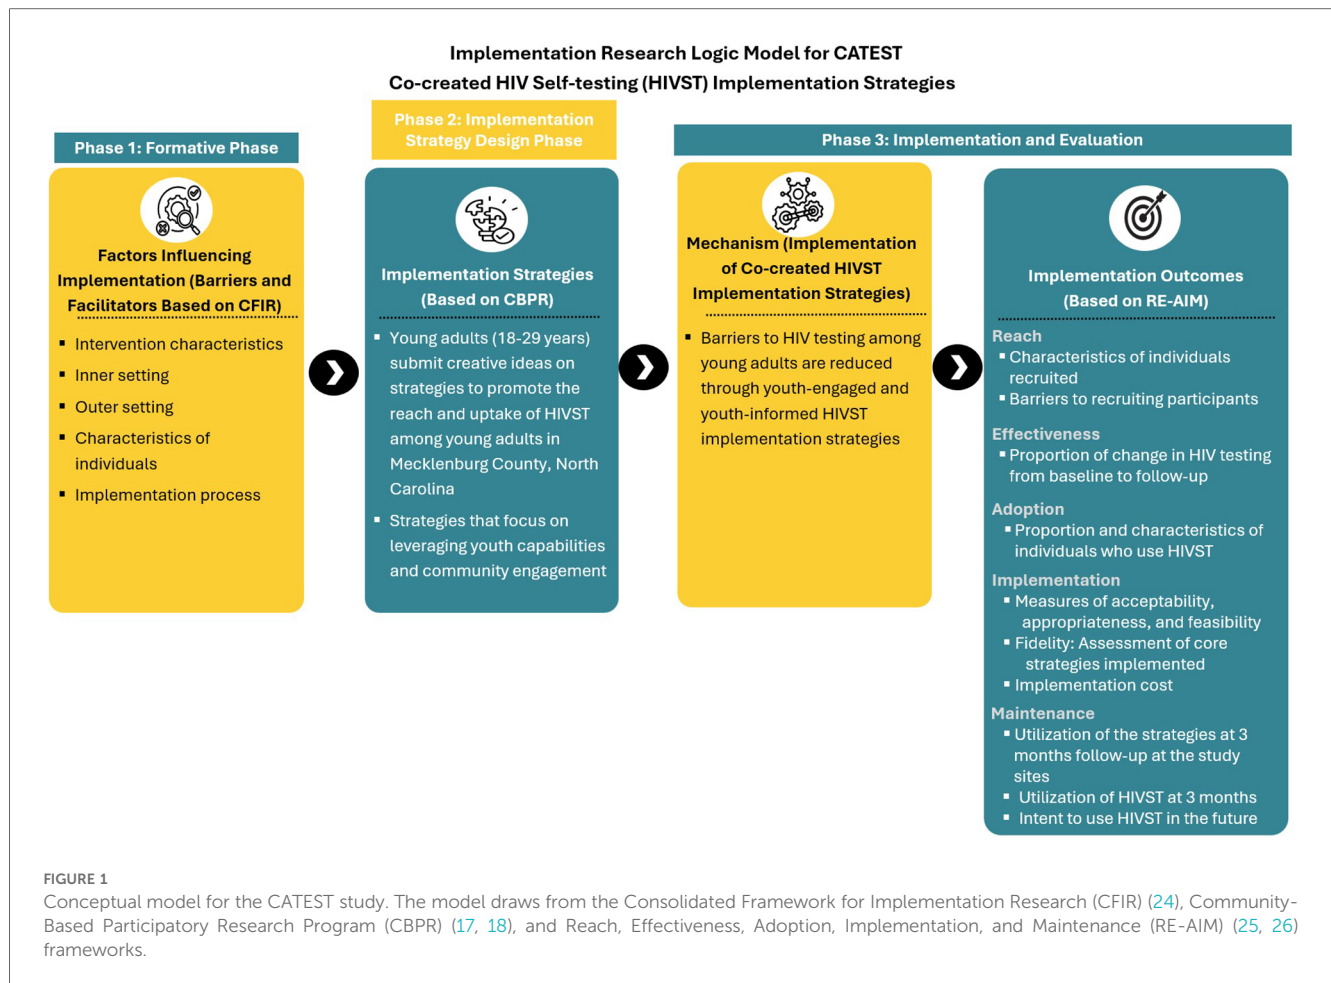 Implementation Research Logic Model for CATEST
Co-created HIV Self-testing (HIVST) Implementation Strategies
Phase 1: Formative Phase
Factors Influencing
Implementation (Barriers and
Facilitators Based on CFIR)
▪ Intervention characteristics
▪ Inner setting
▪ Outer setting
▪ Characteristics of
individuals
▪ Implementation process
Phase 2: Implementation
Strategy Design Phase
Implementation Strategies
(Based on CBPR)
▪ Young adults (18-29 years)
submit creative ideas on
strategies to promote the
reach and uptake of HIVST
among young adults in
Mecklenburg County, North
Carolina
▪ Strategies that focus on
leveraging youth capabilities
and community engagement
Phase 3: Implementation and Evaluation
Mechanism (Implementation
of Co-created HIVST
Implementation Strategies)
▪ Barriers to HIV testing among
young adults are reduced
through youth-engaged and
youth-informed HIVST
implementation strategies
Implementation Outcomes
(Based on RE-AIM)
Reach
▪ Characteristics of individuals
recruited
▪ Barriers to recruiting participants
Effectiveness
▪ Proportion of change in HIV testing
from baseline to follow-up
Adoption
▪ Proportion and characteristics of
individuals who use HIVST
Implementation
▪ Measures of acceptability,
appropriateness, and feasibility
▪ Fidelity: Assessment of core
strategies implemented
▪ Implementation cost
Maintenance
▪ Utilization of the strategies at 3
months follow-up at the study
sites
▪ Utilization of HIVST at 3 months
▪ Intent to use HIVST in the future
FIGURE 1
Conceptual model for the CATEST study. The model draws from the Consolidated Framework for Implementation Research (CFIR) (24), Community-
Based Participatory Research Program (CBPR) (17, 18), and Reach, Effectiveness, Adoption, Implementation, and Maintenance (RE-AIM) (25, 26)
frameworks.